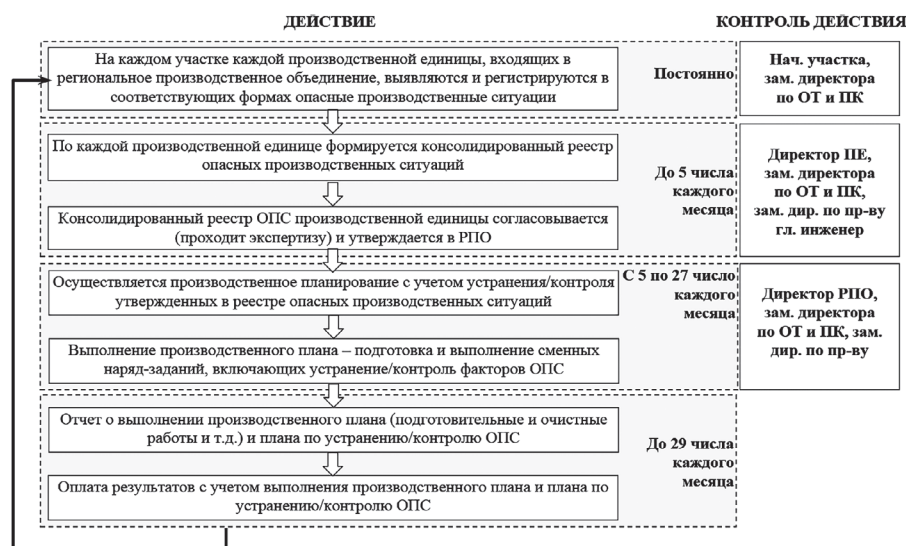 ДЕЙСТВИЕ
КОНТРОЛЬ ДЕЙСТВИЯ
На каждом участке каждой производственной единицы, входящих в
региональное производственное объединение, выявляются и регистрируются в
соответствующих формах опасные производственные ситуации
Постоянно
Нач. участка,
зам. директора
по ОТ и ПК
По каждой производственной единице формируется консолидированный реестр
опасных производственных ситуаций
Консолидированный реестр ОПС производственной единицы согласовывается
(проходит экспертизу) и утверждается в РПО
До 5 числа
каждого
месяца
Директор ПЕ,
зам. директора
по ОТ и ПК,
зам. дир. по пр-ву
гл. инженер
Осуществляется производственное планирование с учетом устранения/контроля
утвержденных в реестре опасных производственных ситуаций
Выполнение производственного плана – подготовка и выполнение сменных
наряд-заданий, включающих устранение/контроль факторов ОПС
С 5 по 27 число
каждого
месяца
Директор РПО,
зам. директора
по ОТ и ПК, зам.
дир. по пр-ву
Отчет о выполнении производственного плана (подготовительные и очистные
работы и т.д.) и плана по устранению/контролю ОПС
Оплата результатов с учетом выполнения производственного плана и плана по
устранению/контролю ОПС
До 29 числа
каждого
месяца